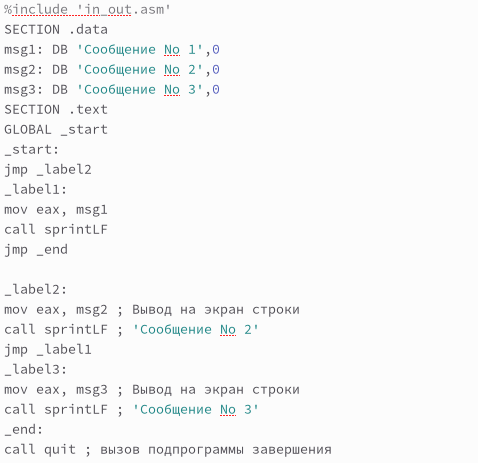 %include 'in_out.asm'
SECTION .data
msg1: DB 'Сообщение No 1',0
msg2: DB 'Сообщение No 2',0
msg3: DB 'Сообщение No 3',0
SECTION .text
GLOBAL _start
_start:
jmp _label2
_label1:
mov eax, msg1
call sprintLF
jmp _end
_label2:
mov eax, msg2 ; Вывод на экран строки
call sprintLF ; 'Сообщение No 2'
jmp _label1
_label3:
mov eax, msg3 ; Вывод на экран строки
call sprintLF ; 'Сообщение No 3'
_end:
call quit ; вызов подпрограммы завершения